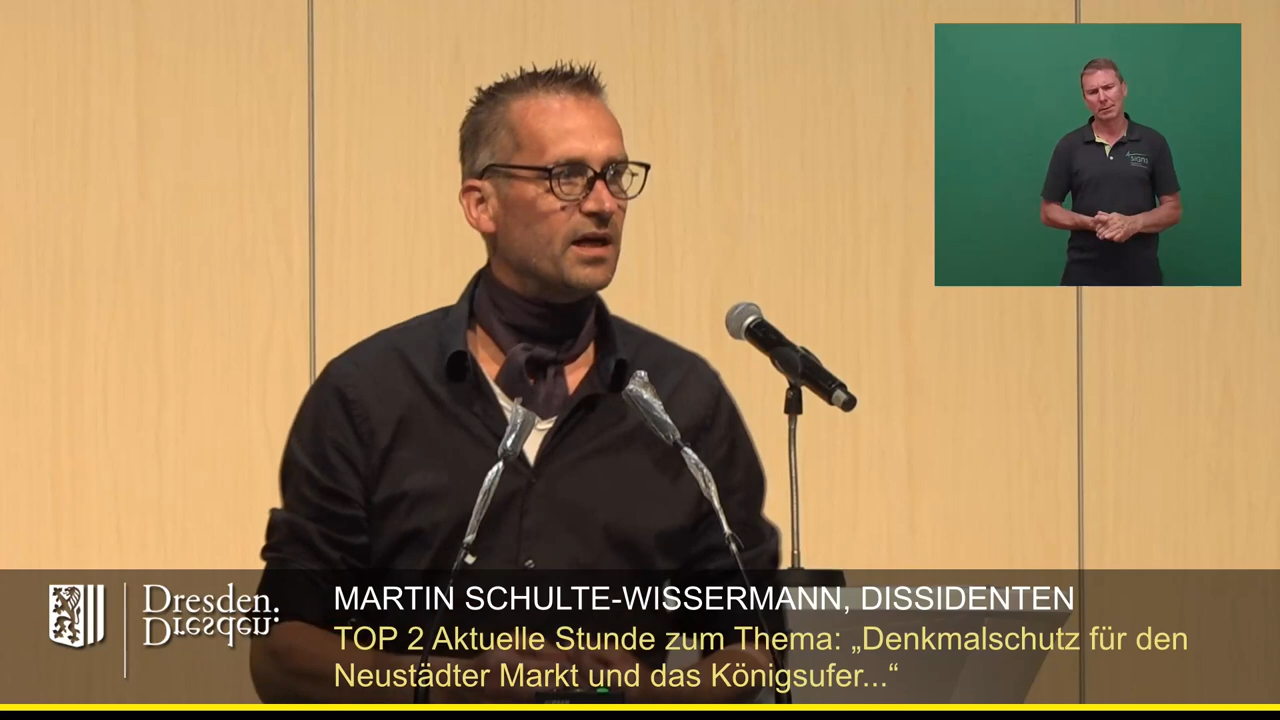 SIGNS
Dresden.
Dresden.
MARTIN SCHULTE-WISSERMANN, DISSIDENTEN
TOP 2 Aktuelle Stunde zum Thema: „Denkmalschutz für den
Neustädter Markt und das Königsufer...“